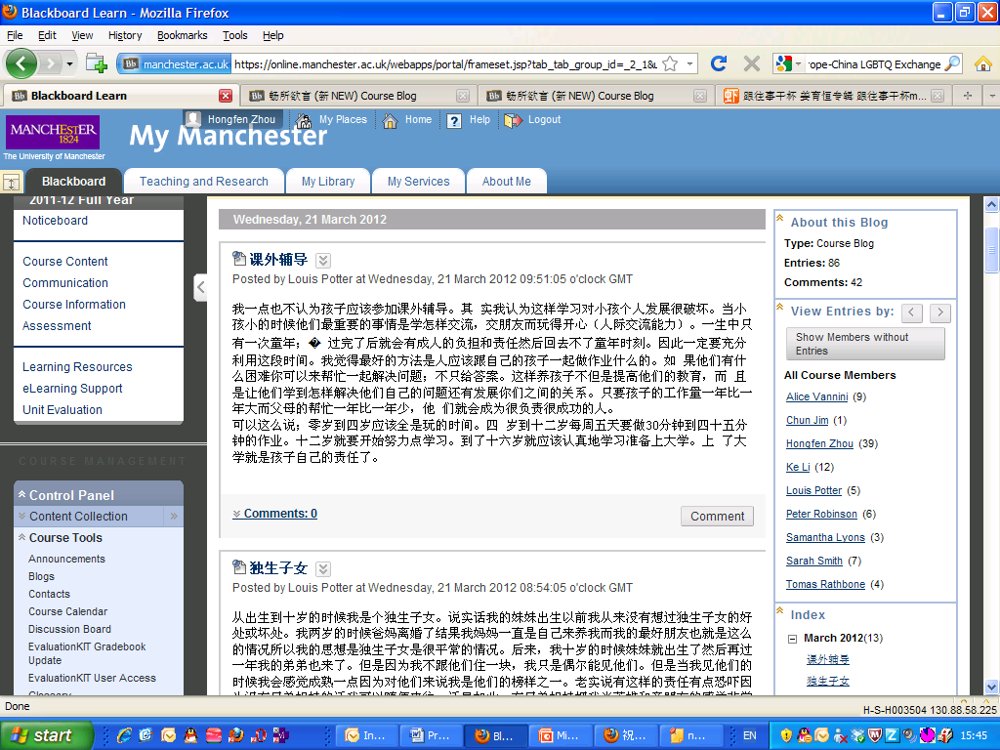 Blackboard Learn - Mozilla Firefox
File Edit View History Bookmarks Tools Help
manchester.ac.uk https://online.manchester.ac.uk/webapps/portal/frameset.jsp?tab_tab_group_id=_2_1& ope-China LGBTQ Exchange
Blackboard Learn 畅所欲言 (新 NEW) Course Blog 畅所欲言 (新 NEW) Course Blog 跟往事干杯 姜育恒专辑 跟往事干杯m...
MANCHESTER 1824
The University of Manchester
My Manchester
Hongfen Zhou My Places Home Help Logout
Blackboard Teaching and Research My Library My Services About Me
2011-12 Full Year
Noticeboard
Course Content
Communication
Course Information
Assessment
Learning Resources
eLearning Support
Unit Evaluation
COURSE MANAGEMENT
Control Panel
Content Collection
Course Tools
Announcements
Blogs
Contacts
Course Calendar
Discussion Board
EvaluationKIT Gradebook
Update
EvaluationKIT User Access
Glossary
Wednesday, 21 March 2012
课外辅导
Posted by Louis Potter at Wednesday, 21 March 2012 09:51:05 o'clock GMT
我一点也不认为孩子应该参加课外辅导。其 实我认为这样学习对小孩个人发展很破坏。当小
孩小的时候他们最重要的事情是学怎样交流，交朋友而玩得开心（人际交流能力）。一生中只
有一次童年；� 过完了后就会有成人的负担和责任然后回去不了童年时刻。因此一定要充分
利用这段时间。我觉得最好的方法是人应该跟自己的孩子一起做作业什么的。如 果他们有什
么困难你可以来帮忙一起解决问题；不只给答案。这样养孩子不但是提高他们的教育，而 且
是让他们学到怎样解决他们自己的问题还有发展你们之间的关系。只要孩子的工作量一年比一
年大而父母的帮忙一年比一年少，他 们就会成为很负责很成功的人。
可以这么说；零岁到四岁应该全是玩的时间。四 岁到十二岁每周五天要做30分钟到四十五分
钟的作业。十二岁就要开始努力点学习。到了十六岁就应该认真地学习准备上大学。上 了大
学就是孩子自己的责任了。
Comments: 0
Comment
独生子女
Posted by Louis Potter at Wednesday, 21 March 2012 08:54:05 o'clock GMT
从出生到十岁的时候我是个独生子女。说实话我的妹妹出生以前我从来没有想过独生子女的好
处或坏处。我两岁的时候爸妈离婚了结果我妈妈一直是自己来养我而我的最好朋友也就是这么
的情况所以我的思想是独生子女是很平常的情况。后来，我十岁的时候妹妹就出生了然后再过
一年我的弟弟也来了。但是因为我不跟他们住一块，我只是偶尔能见他们。但是当我见他们的
时候我会感觉成熟一点因为对他们来说我是他们的榜样之一。老实说有这样的责任有点恐吓因
About this Blog
Type: Course Blog
Entries: 86
Comments: 42
View Entries by:
Show Members without
Entries
All Course Members
Alice Vannini (9)
Chun Jim (1)
Hongfen Zhou (39)
Ke Li (12)
Louis Potter (5)
Peter Robinson (6)
Samantha Lyons (3)
Sarah Smith (7)
Tomas Rathbone (4)
Index
March 2012(13)
课外辅导
独生子女
Done
H-S-H003504 130.88.58.225
start In... Pr... Bl... Mi... 祝... n... EN 15:45